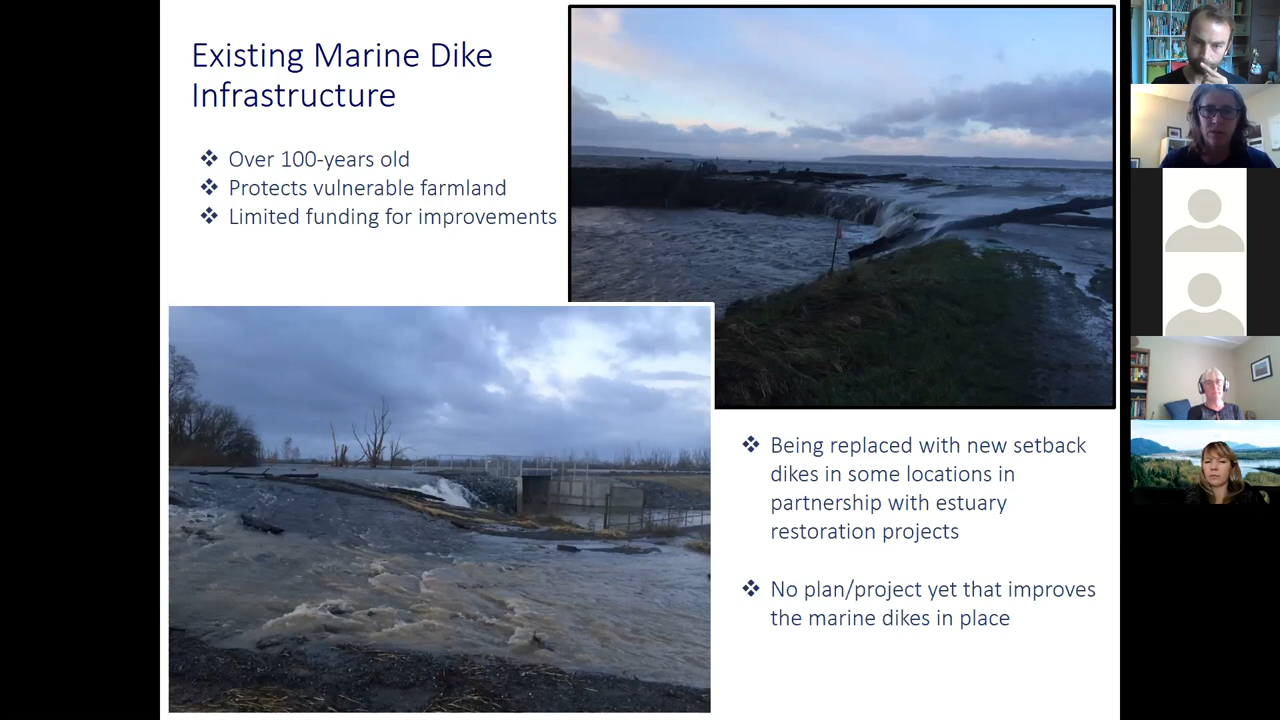 Existing Marine Dike
Infrastructure
❖ Over 100-years old
❖ Protects vulnerable farmland
❖ Limited funding for improvements
❖ Being replaced with new setback
dikes in some locations in
partnership with estuary
restoration projects
❖ No plan/project yet that improves
the marine dikes in place